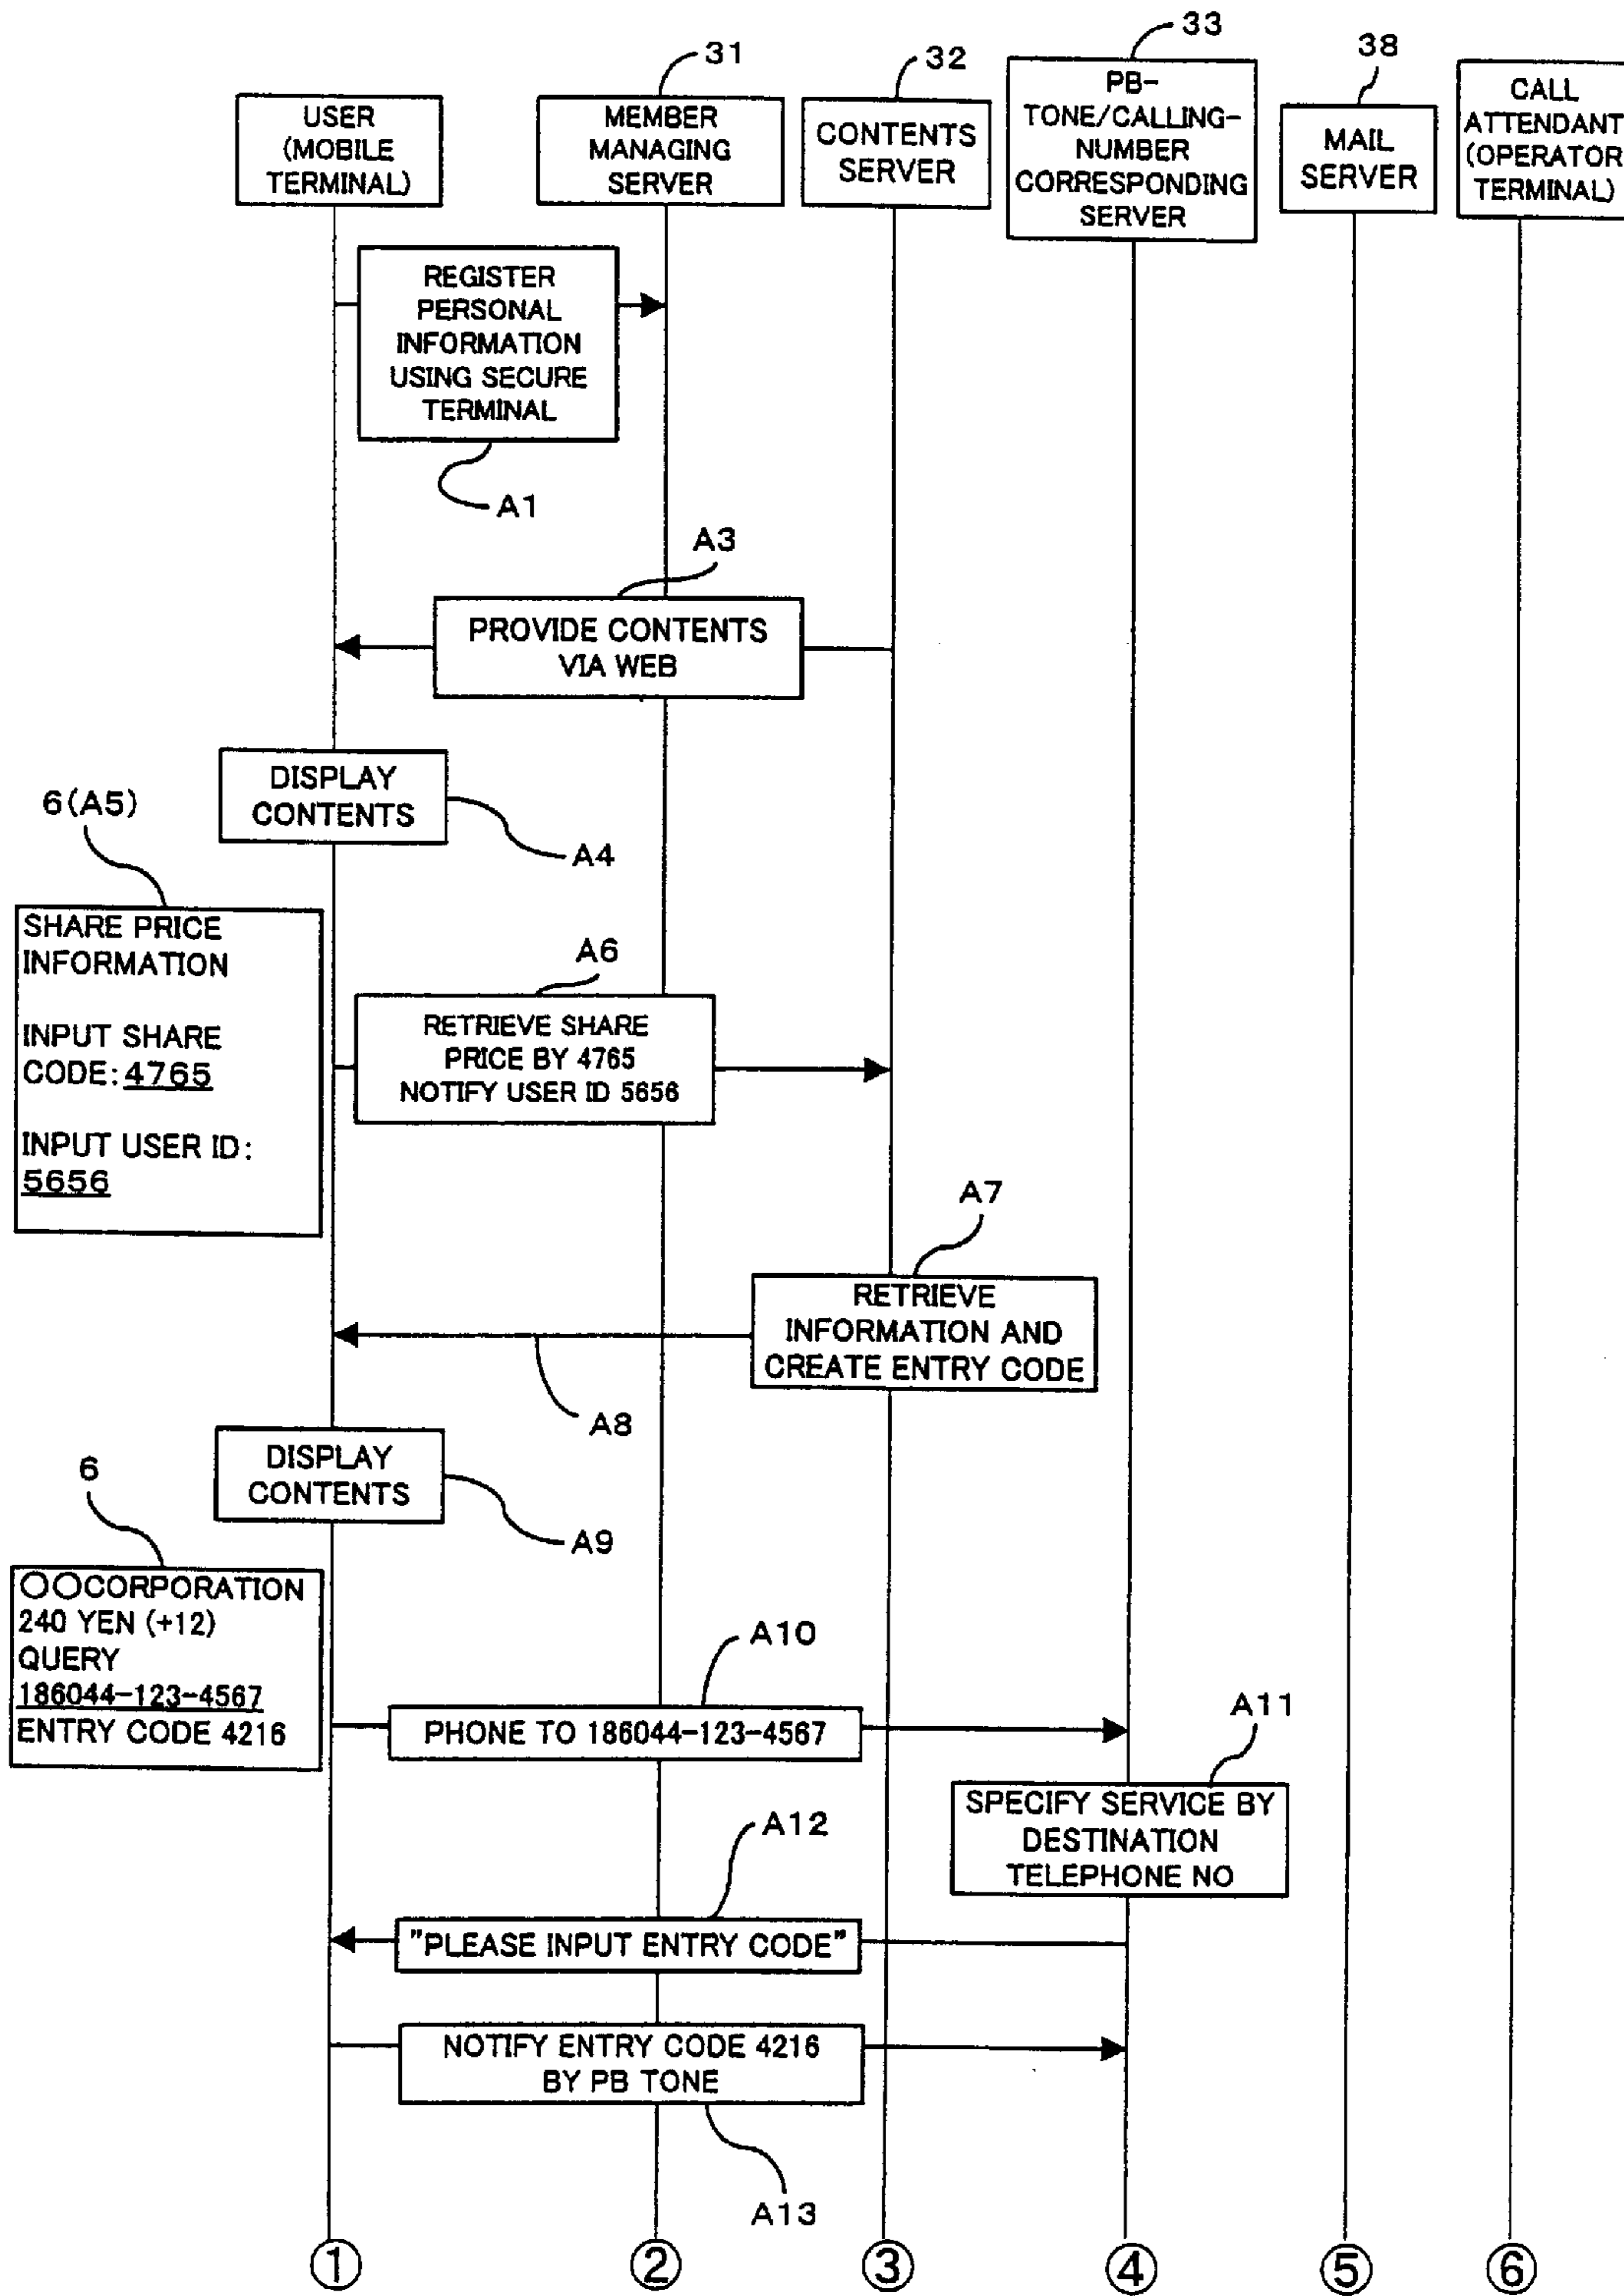 31
32
33
38
USER
(MOBILE
TERMINAL)
MEMBER
MANAGING
SERVER
CONTENTS
SERVER
PB-
TONE/CALLING-
NUMBER
CORRESPONDING
SERVER
MAIL
SERVER
CALL
ATTENDANT
(OPERATOR
TERMINAL)
REGISTER
PERSONAL
INFORMATION
USING SECURE
TERMINAL
A1
A3
PROVIDE CONTENTS
VIA WEB
DISPLAY
CONTENTS
A4
6(A5)
SHARE PRICE
INFORMATION
INPUT SHARE
CODE: 4765
INPUT USER ID:
5656
A6
RETRIEVE SHARE
PRICE BY 4765
NOTIFY USER ID 5656
A7
RETRIEVE
INFORMATION AND
CREATE ENTRY CODE
A8
DISPLAY
CONTENTS
A9
6
○○CORPORATION
240 YEN (+12)
QUERY
186044-123-4567
ENTRY CODE 4216
A10
PHONE TO 186044-123-4567
A11
SPECIFY SERVICE BY
DESTINATION
TELEPHONE NO
A12
"PLEASE INPUT ENTRY CODE"
NOTIFY ENTRY CODE 4216
BY PB TONE
A13
① ② ③ ④ ⑤ ⑥